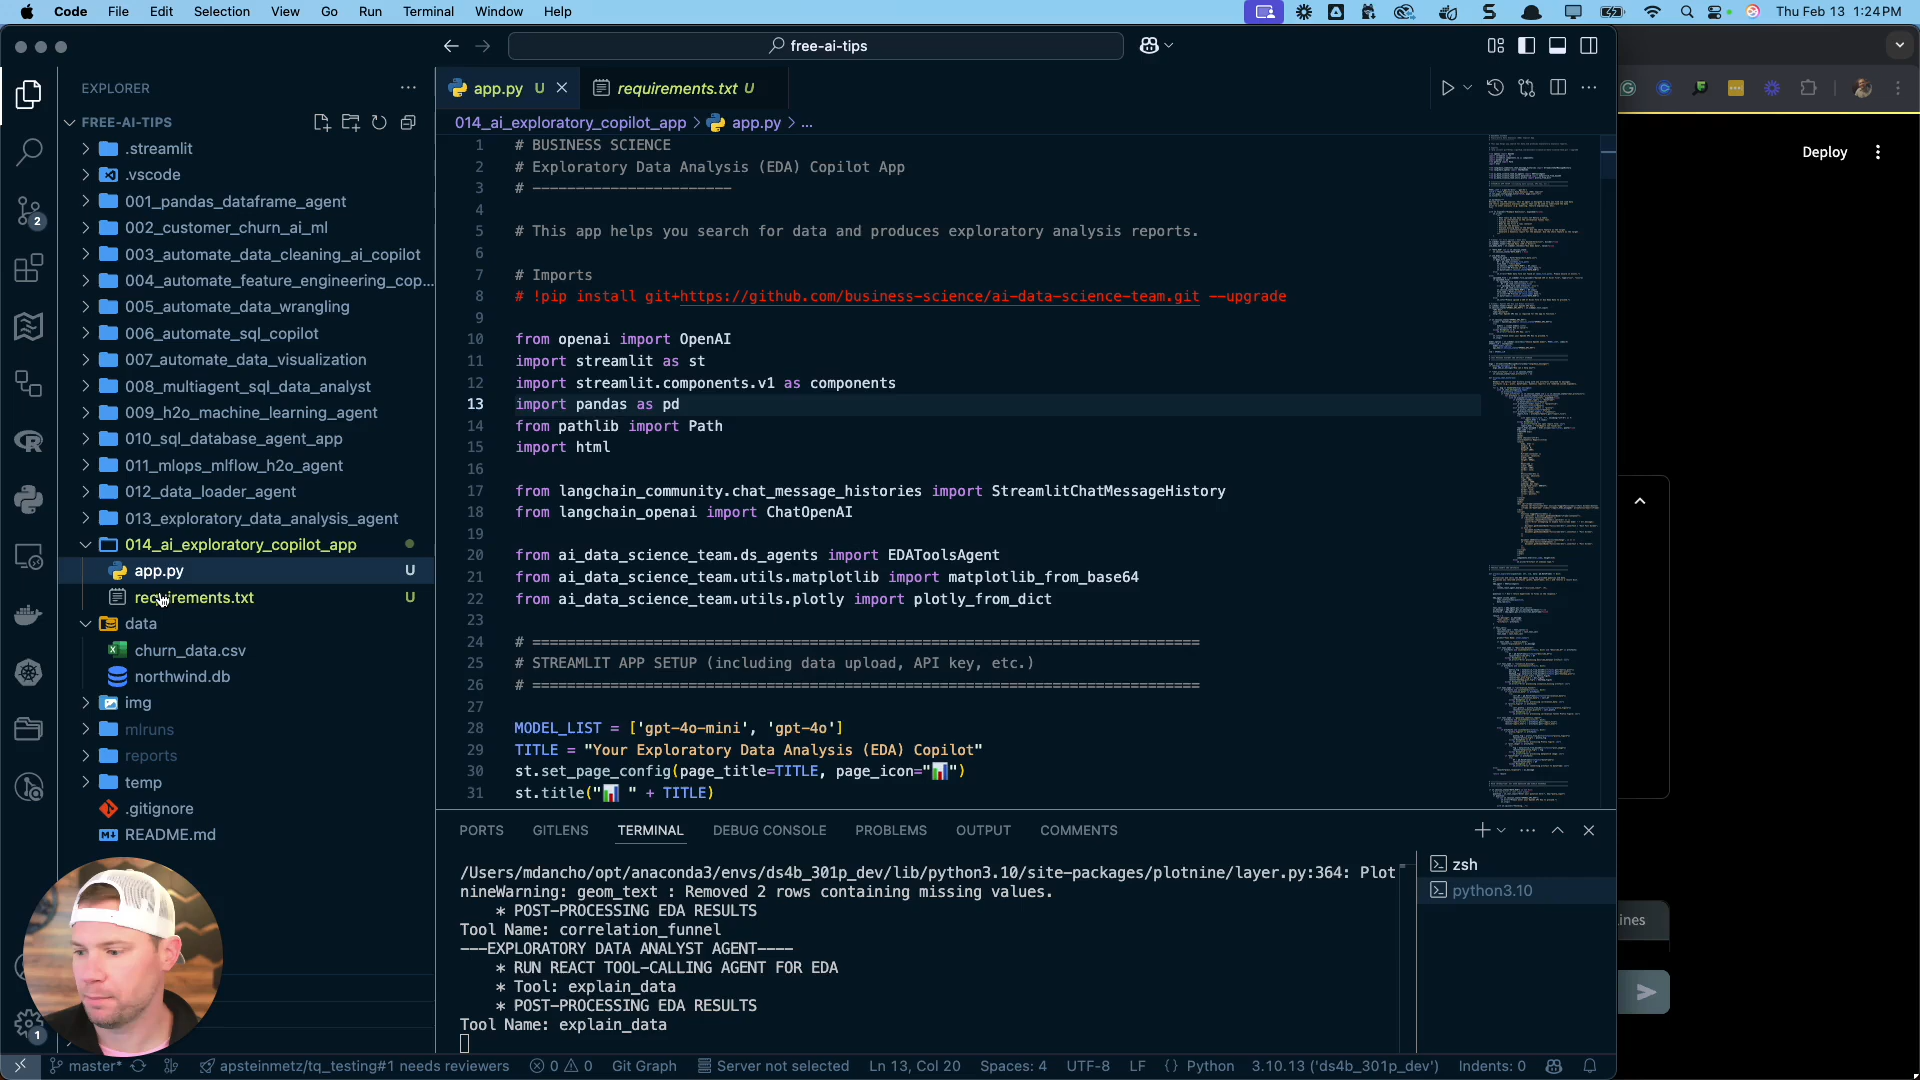 Code File Edit Selection View Go Run Terminal Window Help
Thu Feb 13 1:24 PM
free-ai-tips
EXPLORER
FREE-AI-TIPS
.streamlit
.vscode
001_pandas_dataframe_agent
002_customer_churn_ai_ml
003_automate_data_cleaning_ai_copilot
004_automate_feature_engineering_cop...
005_automate_data_wrangling
006_automate_sql_copilot
007_automate_data_visualization
008_multiagent_sql_data_analyst
009_h2o_machine_learning_agent
010_sql_database_agent_app
011_mlops_mlflow_h2o_agent
012_data_loader_agent
013_exploratory_data_analysis_agent
014_ai_exploratory_copilot_app
app.py U
requirements.txt U
data
churn_data.csv
northwind.db
img
mlruns
reports
temp
.gitignore
README.md
2
1
app.py U
requirements.txt U
014_ai_exploratory_copilot_app > app.py > ...
1 # BUSINESS SCIENCE
2 # Exploratory Data Analysis (EDA) Copilot App
3 # -----------------------
4
5 # This app helps you search for data and produces exploratory analysis reports.
6
7 # Imports
8 # !pip install git+https://github.com/business-science/ai-data-science-team.git --upgrade
9
10 from openai import OpenAI
11 import streamlit as st
12 import streamlit.components.v1 as components
13 import pandas as pd
14 from pathlib import Path
15 import html
16
17 from langchain_community.chat_message_histories import StreamlitChatMessageHistory
18 from langchain_openai import ChatOpenAI
19
20 from ai_data_science_team.ds_agents import EDAToolsAgent
21 from ai_data_science_team.utils.matplotlib import matplotlib_from_base64
22 from ai_data_science_team.utils.plotly import plotly_from_dict
23
24 # =============================================================================
25 # STREAMLIT APP SETUP (including data upload, API key, etc.)
26 # =============================================================================
27
28 MODEL_LIST = ['gpt-4o-mini', 'gpt-4o']
29 TITLE = "Your Exploratory Data Analysis (EDA) Copilot"
30 st.set_page_config(page_title=TITLE, page_icon="📊")
31 st.title("📊 " + TITLE)
PORTS GITLENS TERMINAL DEBUG CONSOLE PROBLEMS OUTPUT COMMENTS
/Users/mdancho/opt/anaconda3/envs/ds4b_301p_dev/lib/python3.10/site-packages/plotnine/layer.py:364: Plot
nineWarning: geom_text : Removed 2 rows containing missing values.
* POST-PROCESSING EDA RESULTS
Tool Name: correlation_funnel
---EXPLORATORY DATA ANALYST AGENT----
* RUN REACT TOOL-CALLING AGENT FOR EDA
* Tool: explain_data
* POST-PROCESSING EDA RESULTS
Tool Name: explain_data
zsh
python3.10
Deploy
ines
master* apsteinmetz/tq_testing#1 needs reviewers 0 0 Git Graph Server not selected Ln 13, Col 20 Spaces: 4 UTF-8 LF {} Python 3.10.13 ('ds4b_301p_dev') Indents: 0